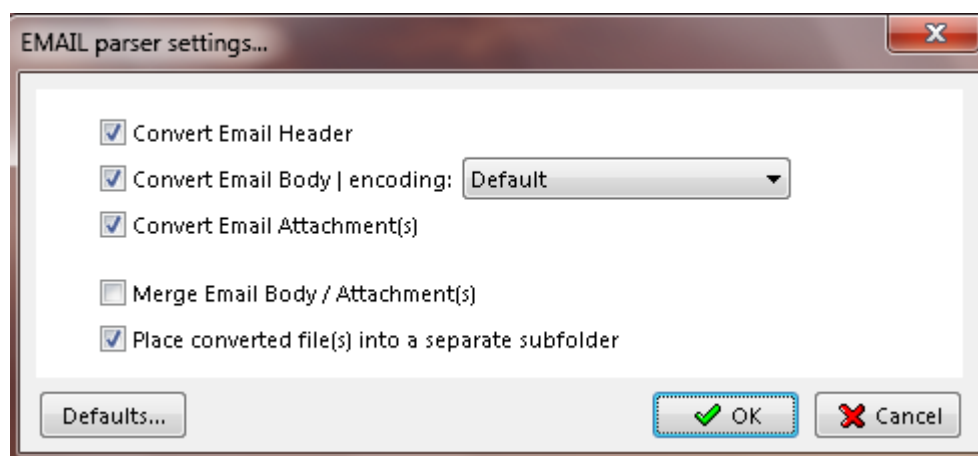 EMAIL parser settings...
Convert Email Header
Convert Email Body | encoding: Default
Convert Email Attachment(s)
Merge Email Body / Attachment(s)
Place converted file(s) into a separate subfolder
Defaults... OK Cancel